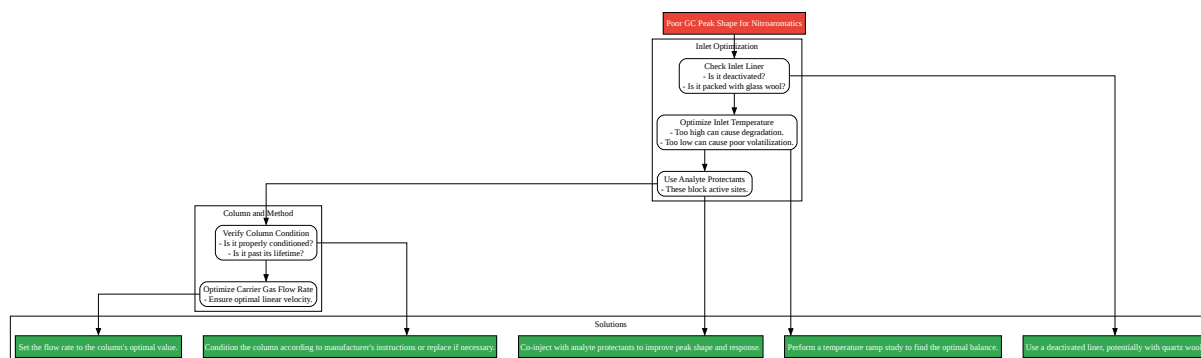 Poor GC Peak Shape for Nitroaromatics
Inlet Optimization
Check Inlet Liner
- Is it deactivated?
- Is it packed with glass wool?
Optimize Inlet Temperature
- Too high can cause degradation.
- Too low can cause poor volatilization.
Use Analyte Protectants
- These block active sites.
Column and Method
Verify Column Condition
- Is it properly conditioned?
- Is it past its lifetime?
Optimize Carrier Gas Flow Rate
- Ensure optimal linear velocity.
Solutions
Set the flow rate to the column's optimal value.
Condition the column according to manufacturer's instructions or replace if necessary.
Co-inject with analyte protectants to improve peak shape and response.
Perform a temperature ramp study to find the optimal balance.
Use a deactivated liner, potentially with quartz